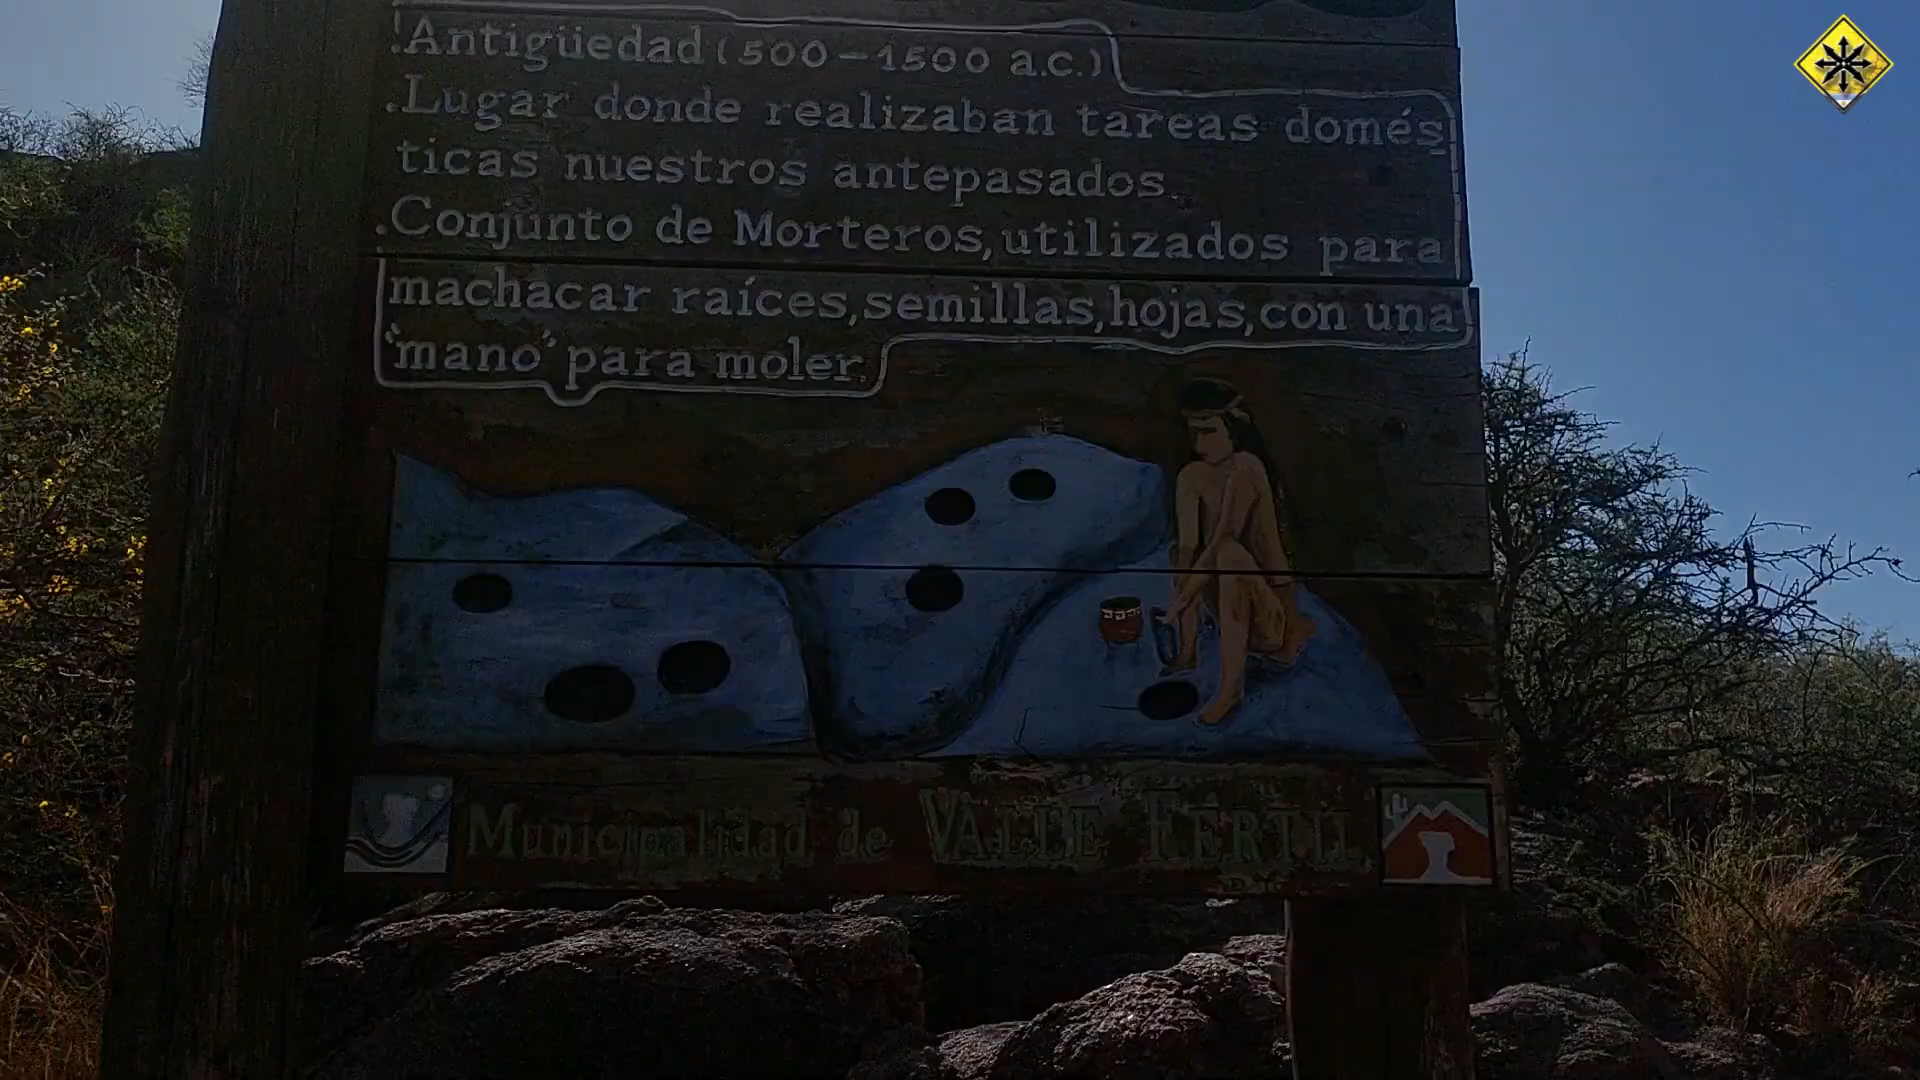 .Antigüedad (500-1500 a.c.)
.Lugar donde realizaban tareas domés
ticas nuestros antepasados.
.Conjunto de Morteros, utilizados para
machacar raíces, semillas, hojas, con una
"mano" para moler.
Municipalidad de VALLE FERTIL